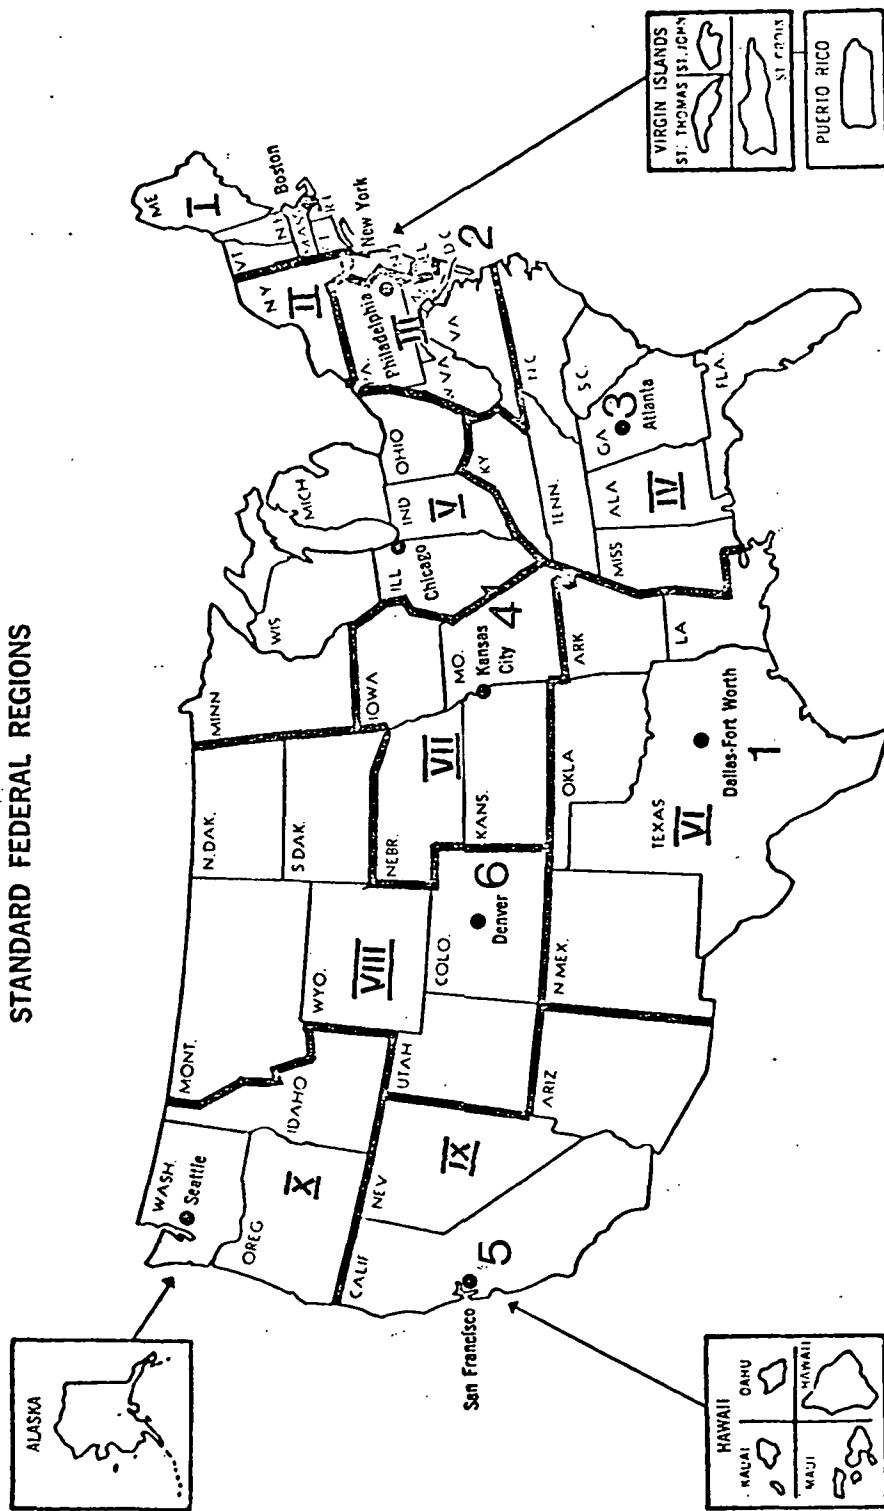 STANDARD FEDERAL REGIONS
ALASKA
WASH.
Seattle
OREG
X
IDAHO
MONT.
N.DAK.
S.DAK.
WYO.
VIII
NEBR.
VII
KANS.
COLO.
6
Denver
UTAH
NEV
IX
CALIF
San Francisco
5
ARIZ
N MEX.
TEXAS
VI
Dallas-Fort Worth
1
OKLA
ARK
LA
MINN
IOWA
MO.
Kansas
City
4
WIS
MICH
ILL
Chicago
IND
V
OHIO
KY
TENN.
MISS
ALA
IV
GA
3
Atlanta
FLA.
S.C.
N C
VA
W VA
III
PA.
Philadelphia
DC
2
NY
II
New York
VT
ME
I
Boston
MAS
RI
HAWAII
KAUAI
OAHU
MAUI
HAWAII
VIRGIN ISLANDS
ST. THOMAS
ST. JOHN
ST CROIX
PUERTO RICO